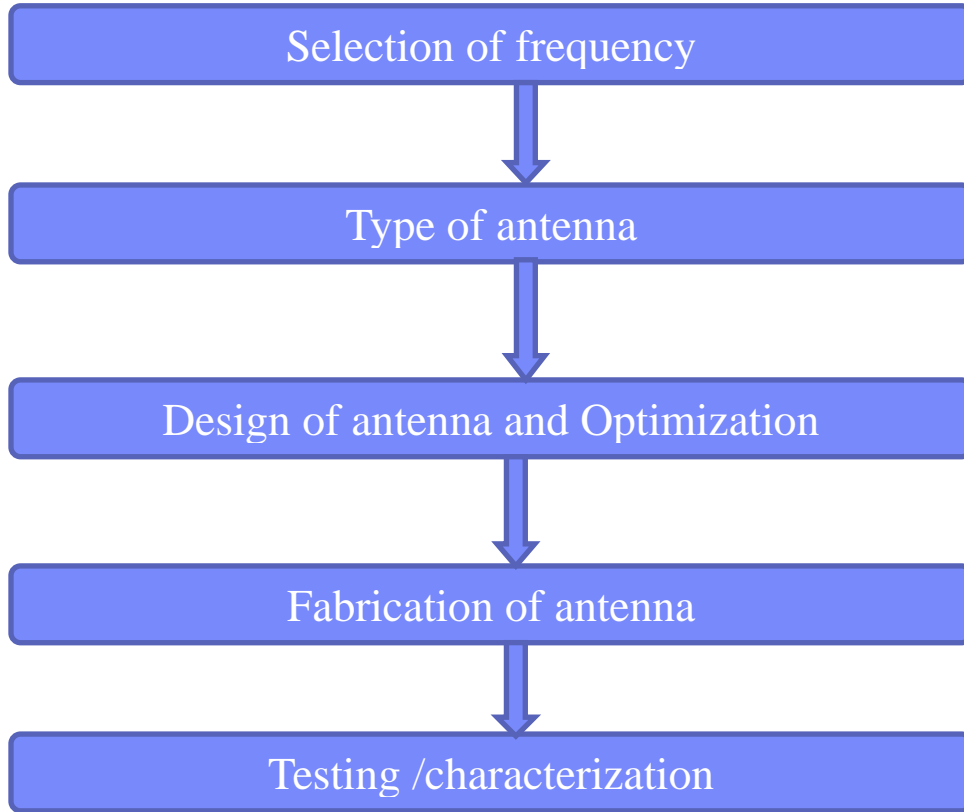 Selection of frequency
Type of antenna
Design of antenna and Optimization
Fabrication of antenna
Testing /characterization